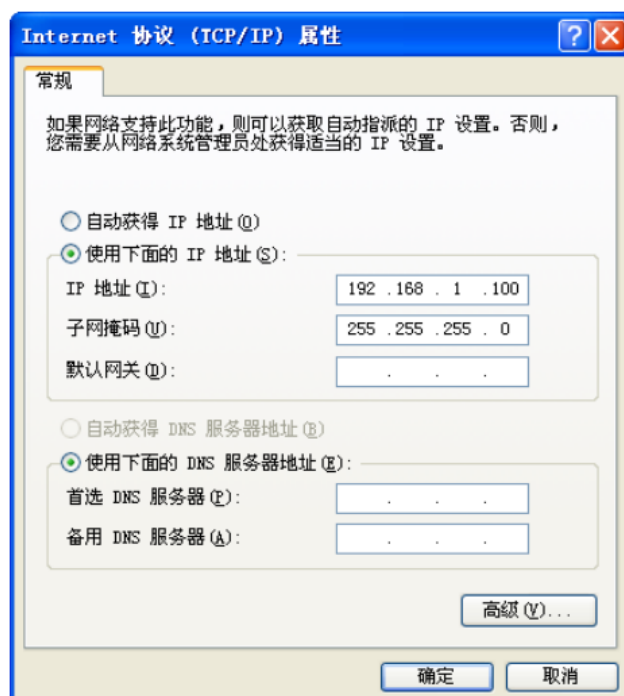 Internet 协议 (TCP/IP) 属性
常规
如果网络支持此功能，则可以获取自动指派的 IP 设置。否则，
您需要从网络系统管理员处获得适当的 IP 设置。
自动获得 IP 地址(O)
使用下面的 IP 地址(S):
IP 地址(I): 192 .168 . 1 .100
子网掩码(U): 255 .255 .255 . 0
默认网关(D): . . .
自动获得 DNS 服务器地址(B)
使用下面的 DNS 服务器地址(E):
首选 DNS 服务器(P): . . .
备用 DNS 服务器(A): . . .
高级(V)...
确定 取消